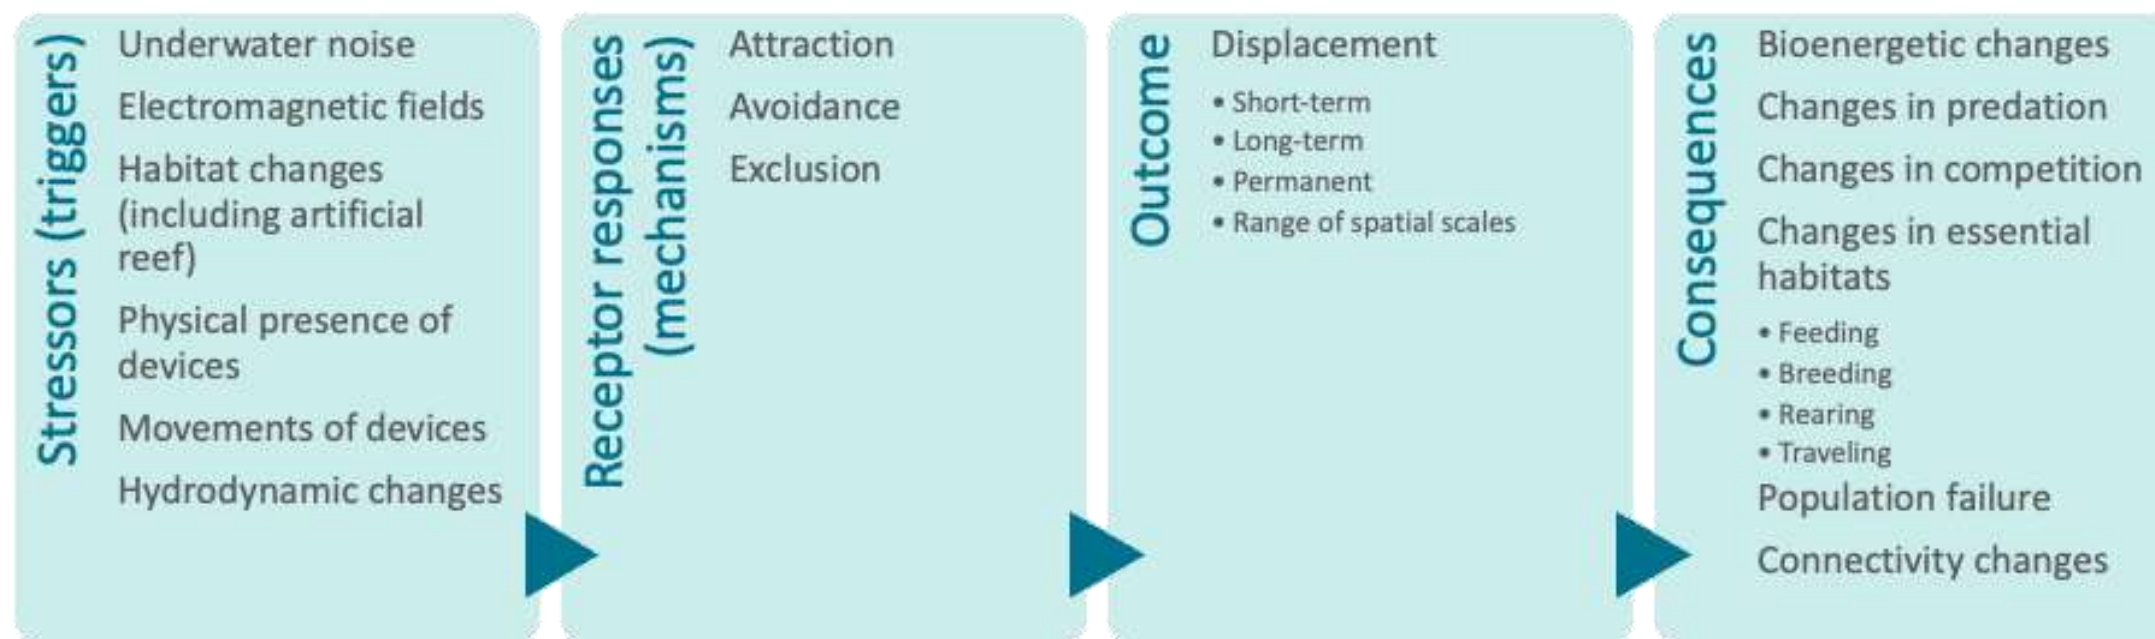 Stressors (triggers)
Underwater noise
Electromagnetic fields
Habitat changes
(including artificial
reef)
Physical presence of
devices
Movements of devices
Hydrodynamic changes
Receptor responses
(mechanisms)
Attraction
Avoidance
Exclusion
Outcome
Displacement
• Short-term
• Long-term
• Permanent
• Range of spatial scales
Consequences
Bioenergetic changes
Changes in predation
Changes in competition
Changes in essential
habitats
• Feeding
• Breeding
• Rearing
• Traveling
Population failure
Connectivity changes